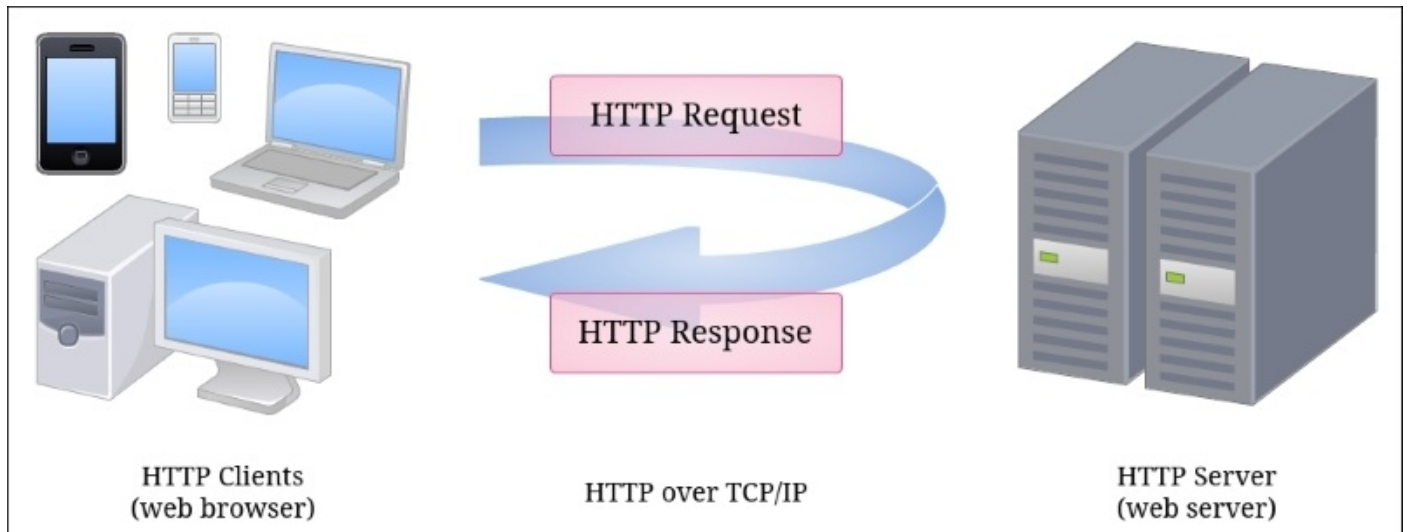 HTTP Request
HTTP Response
HTTP Clients
(web browser)
HTTP over TCP/IP
HTTP Server
(web server)